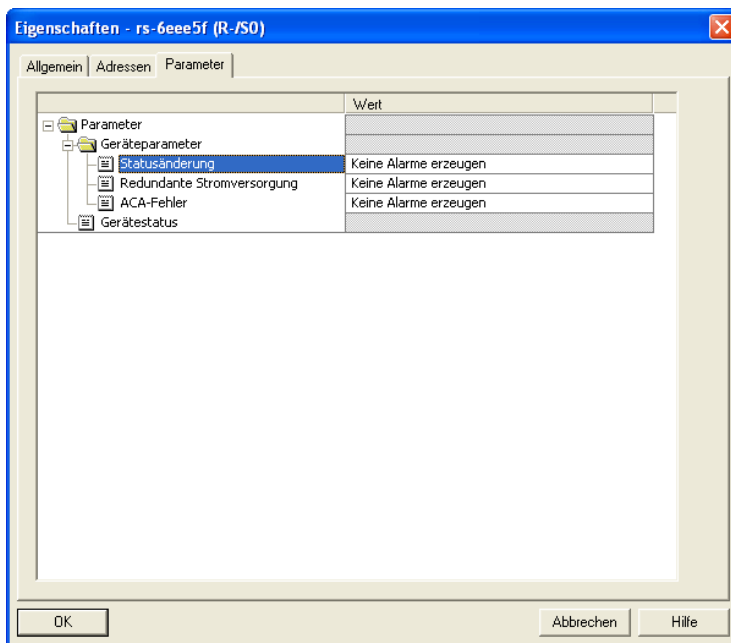 Eigenschaften - rs-6eee5f (R-/S0)
Allgemein Adressen Parameter
Wert
Parameter
Geräteparameter
Statusänderung Keine Alarme erzeugen
Redundante Stromversorgung Keine Alarme erzeugen
ACA-Fehler Keine Alarme erzeugen
Gerätestatus
OK Abbrechen Hilfe